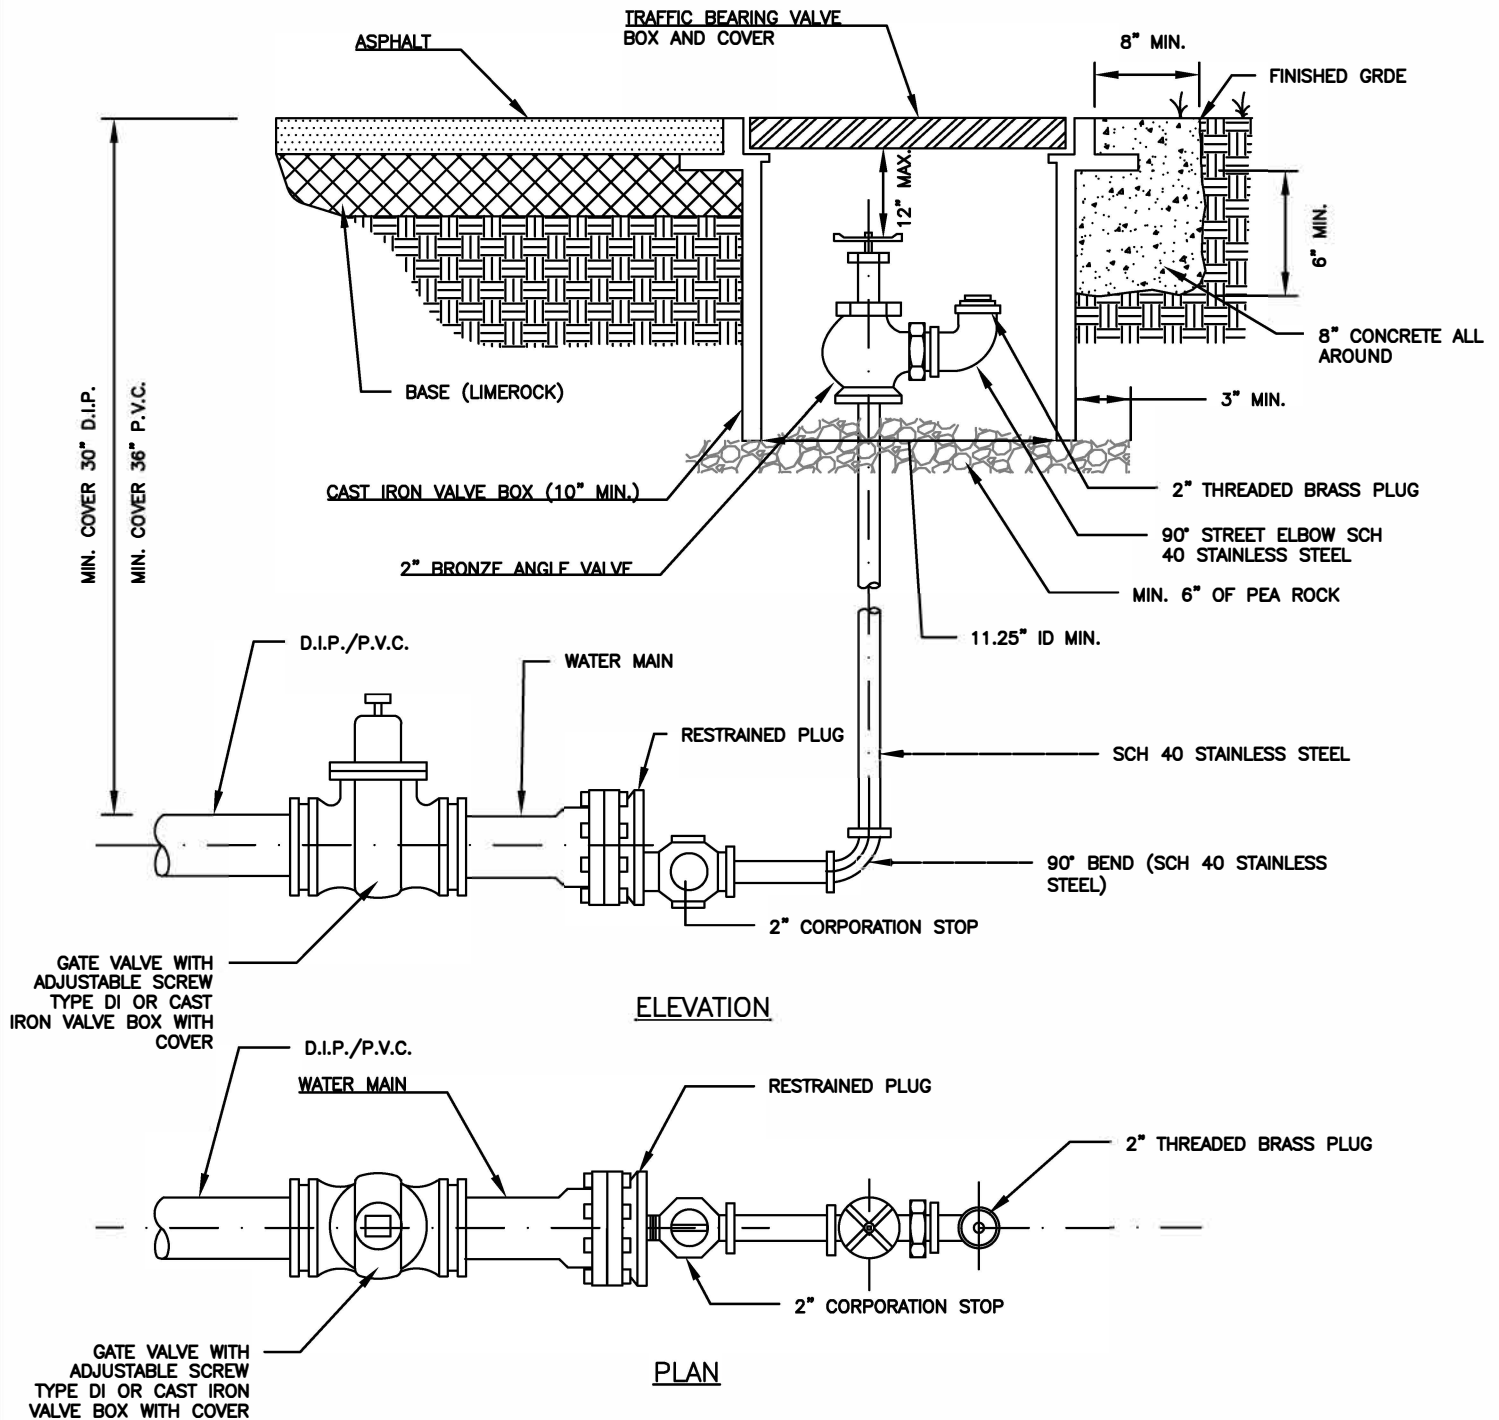 TRAFFIC BEARING VALVE
BOX AND COVER
ASPHALT
8" MIN.
FINISHED GRDE
12" MAX.
6" MIN.
8" CONCRETE ALL
AROUND
BASE (LIMEROCK)
3" MIN.
MIN. COVER 30" D.I.P.
MIN. COVER 36" P.V.C.
CAST IRON VALVE BOX (10" MIN.)
2" THREADED BRASS PLUG
90° STREET ELBOW SCH
40 STAINLESS STEEL
2" BRONZE ANGLE VALVE
MIN. 6" OF PEA ROCK
11.25" ID MIN.
D.I.P./P.V.C.
WATER MAIN
RESTRAINED PLUG
SCH 40 STAINLESS STEEL
90° BEND (SCH 40 STAINLESS
STEEL)
2" CORPORATION STOP
GATE VALVE WITH
ADJUSTABLE SCREW
TYPE DI OR CAST
IRON VALVE BOX WITH
COVER
ELEVATION
D.I.P./P.V.C.
WATER MAIN
RESTRAINED PLUG
2" THREADED BRASS PLUG
2" CORPORATION STOP
GATE VALVE WITH
ADJUSTABLE SCREW
TYPE DI OR CAST IRON
VALVE BOX WITH COVER
PLAN